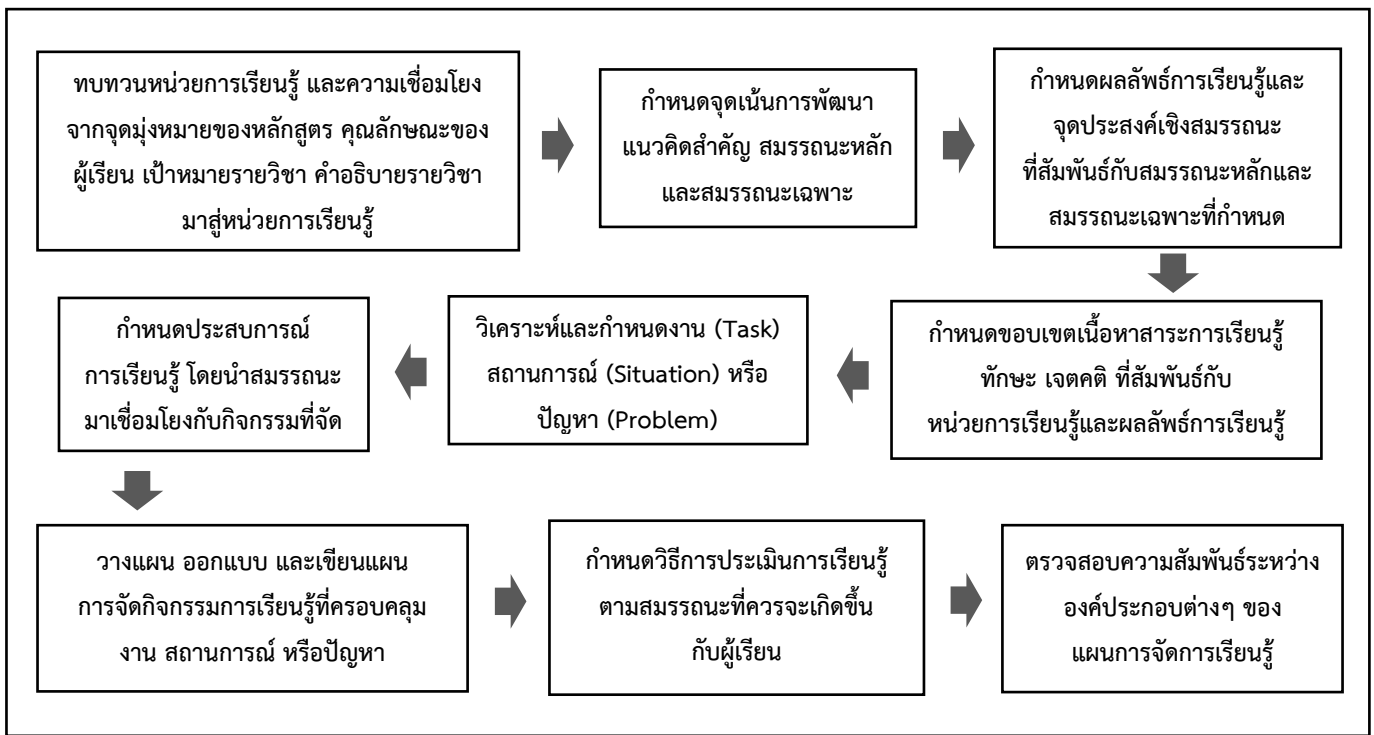 ทบทวนหน่วยการเรียนรู้ และความเชื่อมโยง
จากจุดมุ่งหมายของหลักสูตร คุณลักษณะของ
ผู้เรียน เป้าหมายรายวิชา คำอธิบายรายวิชา
มาสู่หน่วยการเรียนรู้
กำหนดจุดเน้นการพัฒนา
แนวคิดสำคัญ สมรรถนะหลัก
และสมรรถนะเฉพาะ
กำหนดผลลัพธ์การเรียนรู้และ
จุดประสงค์เชิงสมรรถนะ
ที่สัมพันธ์กับสมรรถนะหลักและ
สมรรถนะเฉพาะที่กำหนด
กำหนดขอบเขตเนื้อหาสาระการเรียนรู้
ทักษะ เจตคติ ที่สัมพันธ์กับ
หน่วยการเรียนรู้และผลลัพธ์การเรียนรู้
วิเคราะห์และกำหนดงาน (Task)
สถานการณ์ (Situation) หรือ
ปัญหา (Problem)
กำหนดประสบการณ์
การเรียนรู้ โดยนำสมรรถนะ
มาเชื่อมโยงกับกิจกรรมที่จัด
วางแผน ออกแบบ และเขียนแผน
การจัดกิจกรรมการเรียนรู้ที่ครอบคลุม
งาน สถานการณ์ หรือปัญหา
กำหนดวิธีการประเมินการเรียนรู้
ตามสมรรถนะที่ควรจะเกิดขึ้น
กับผู้เรียน
ตรวจสอบความสัมพันธ์ระหว่าง
องค์ประกอบต่างๆ ของ
แผนการจัดการเรียนรู้